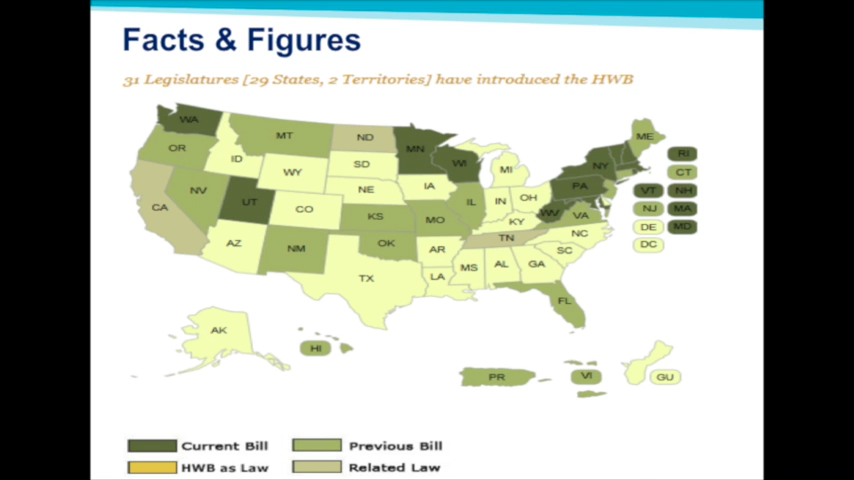 Facts & Figures
31 Legislatures [29 States, 2 Territories] have introduced the HWB
WA
MT
ND
MN
ME
OR
ID
SD
WI
MI
NY
RI
WY
CT
NV
NE
IA
PA
VT
NH
UT
CO
IL
IN
OH
NJ
MA
CA
KS
MO
WV
VA
KY
DE
MD
AZ
NM
OK
AR
TN
NC
DC
SC
TX
LA
MS
AL
GA
FL
AK
HI
PR
VI
GU
Current Bill
Previous Bill
HWB as Law
Related Law